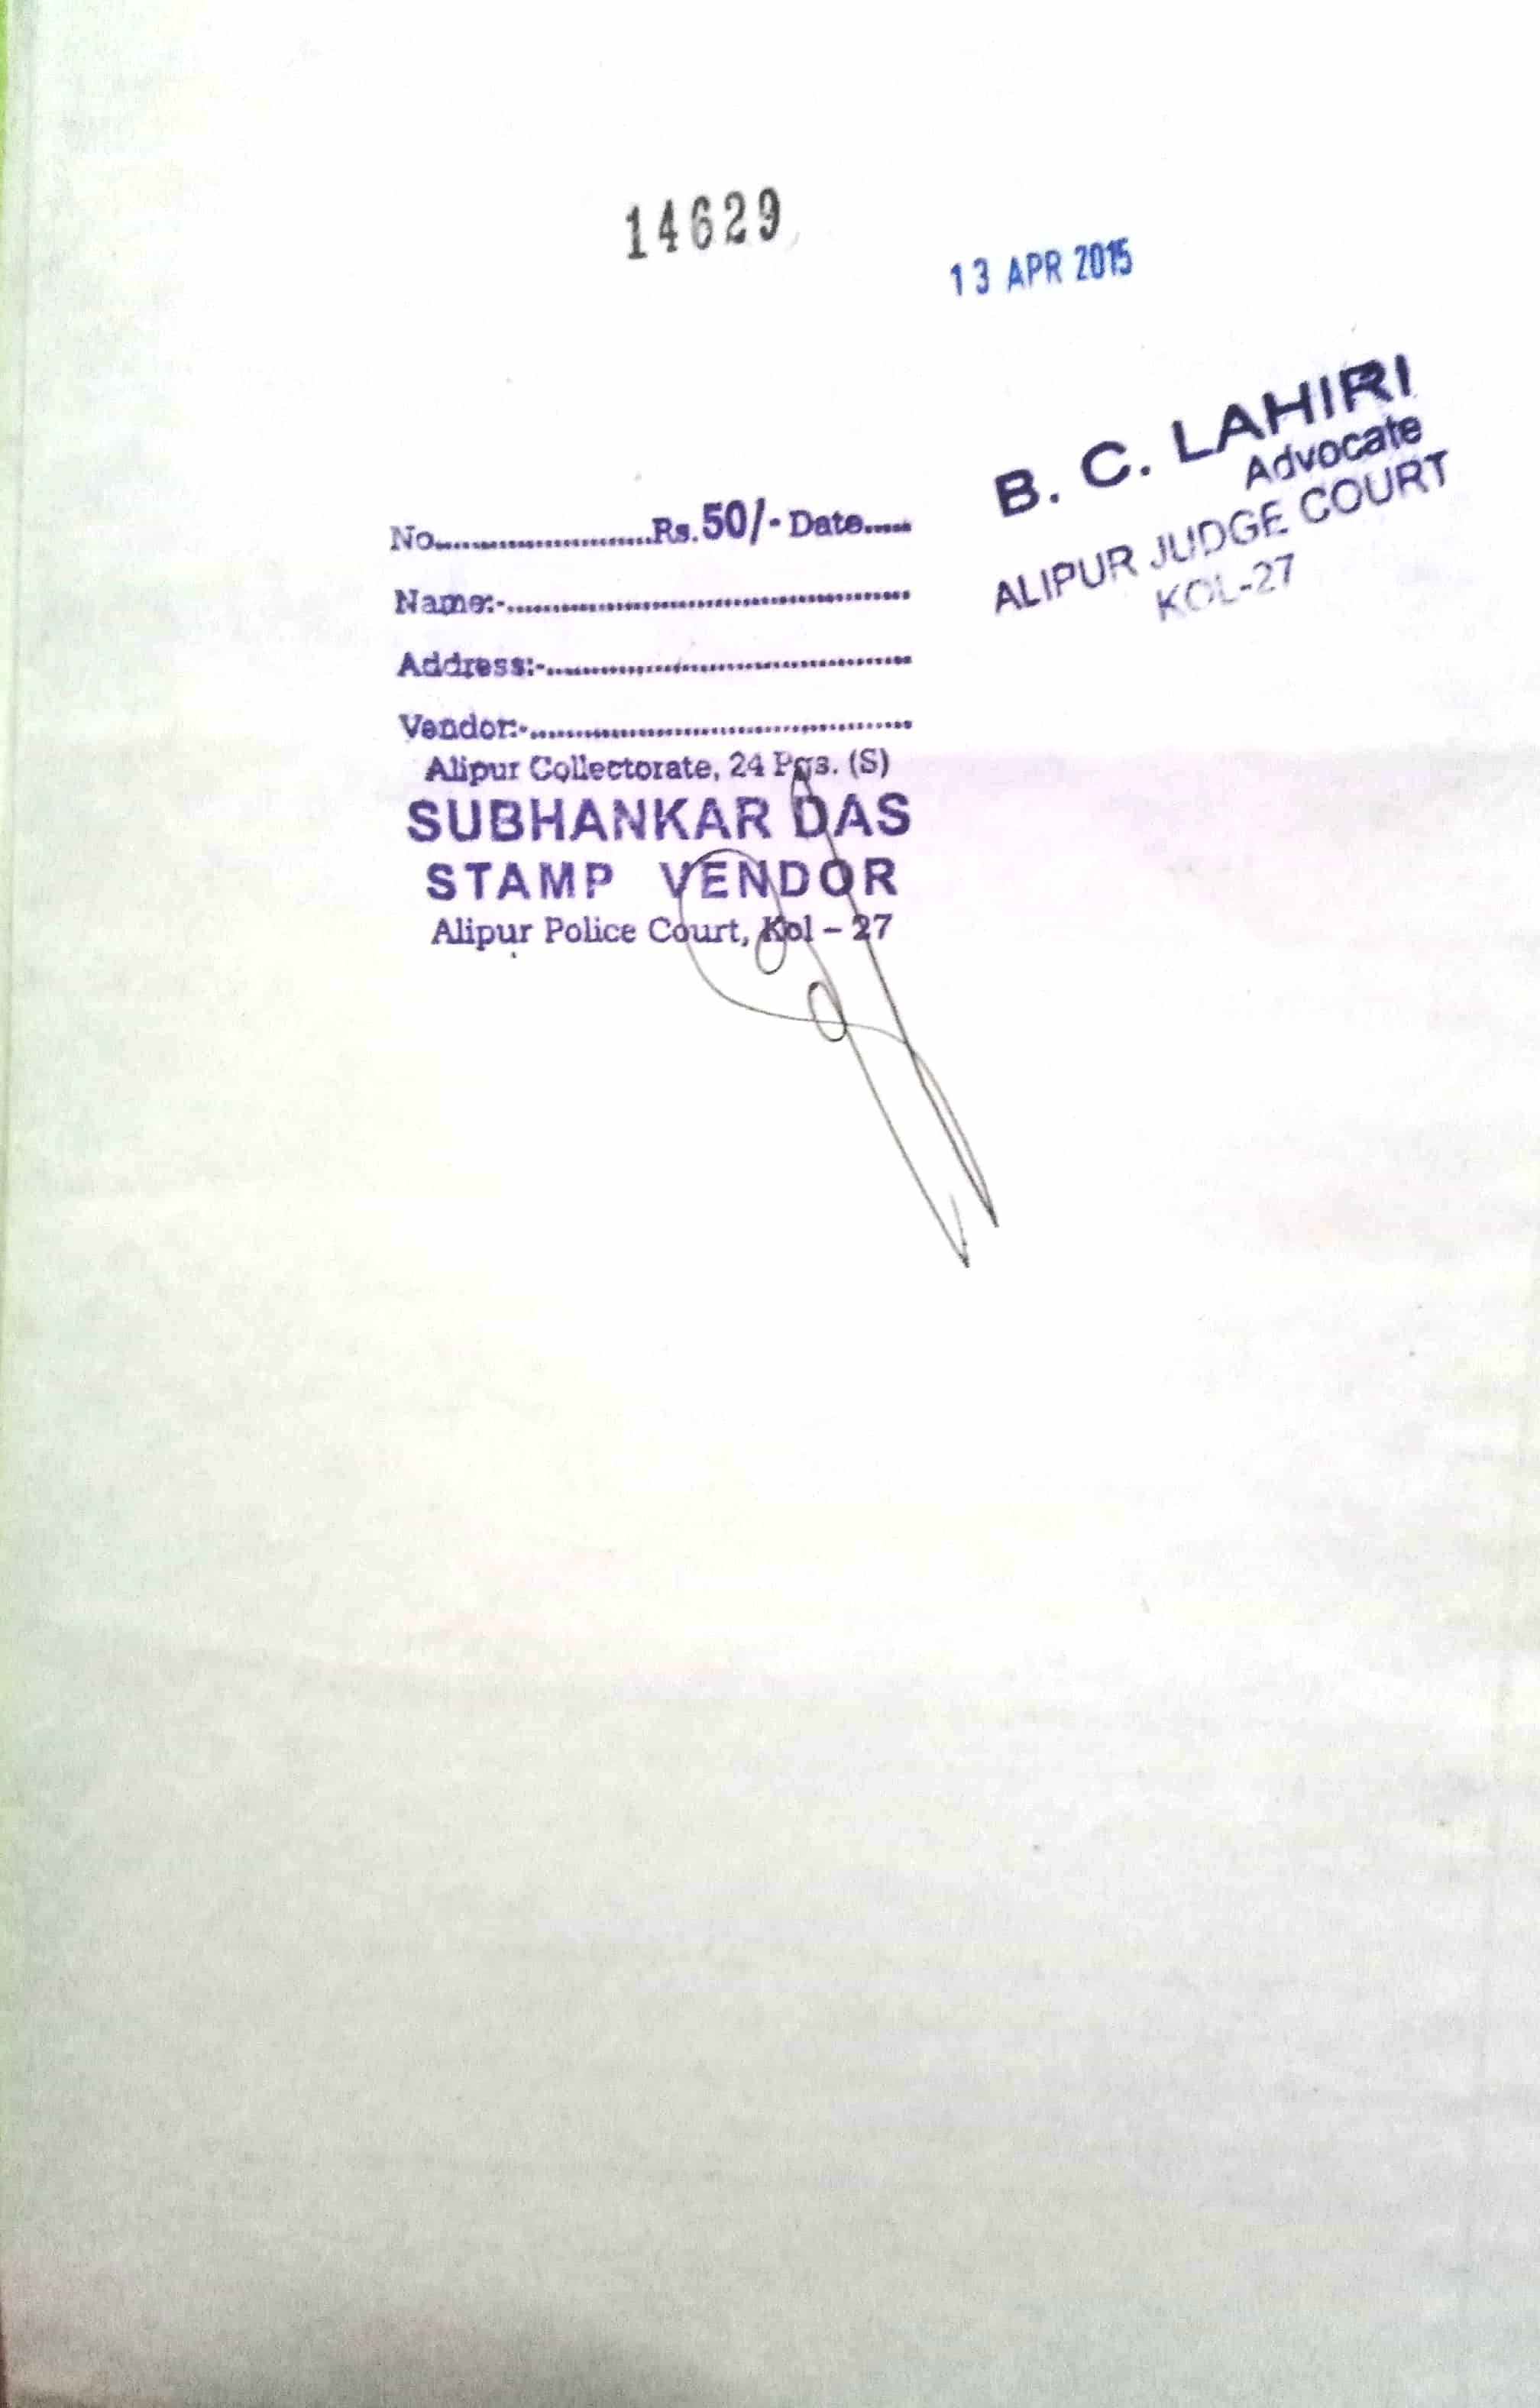 14629
13 APR 2015
B. C. LAHIRI
Advocate
ALIPUR JUDGE COURT
KOL-27
No..........................Rs. 50/- Date.....
Name:-..................................................
Address:-.............................................
Vendor:-...............................................
Alipur Collectorate, 24 Pgs. (S)
SUBHANKAR DAS
STAMP VENDOR
Alipur Police Court, Kol - 27